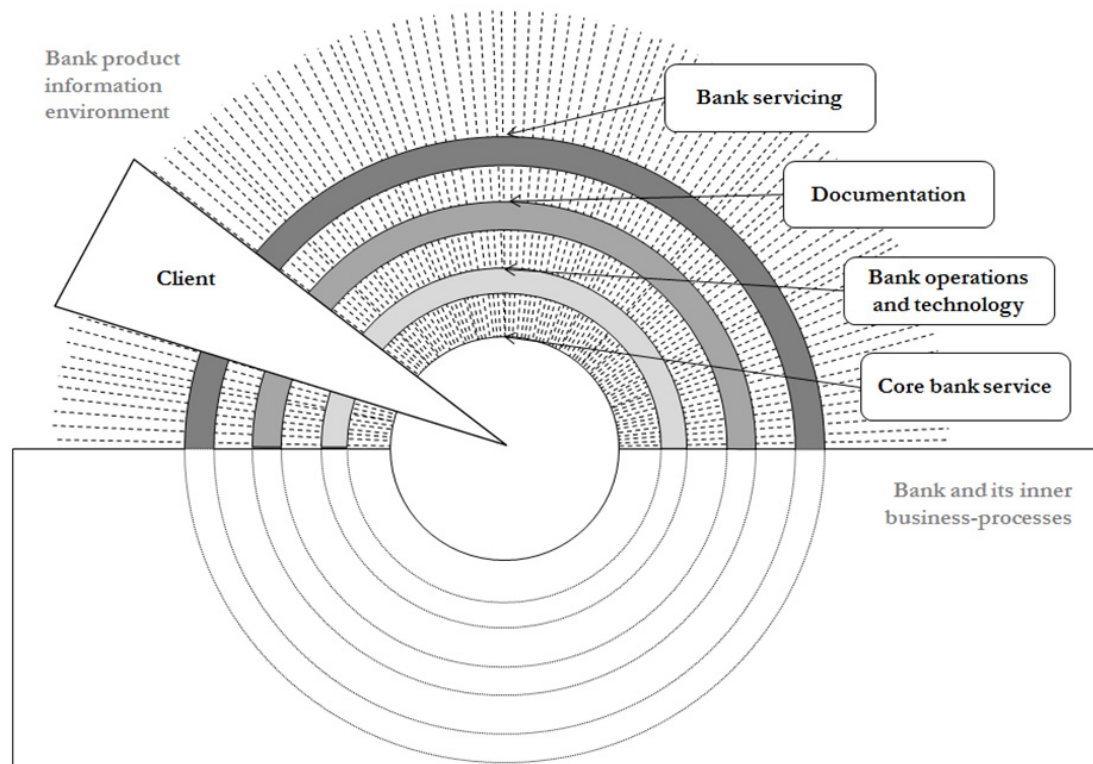 Bank product
information
environment
Bank servicing
Documentation
Client
Bank operations
and technology
Core bank service
Bank and its inner
business-processes